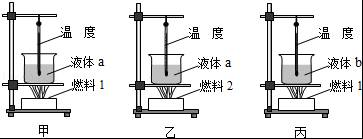 温 度
液体 a
燃料 1
甲
温 度
液体 a
燃料 2
乙
温 度
液体 b
燃料 1
丙